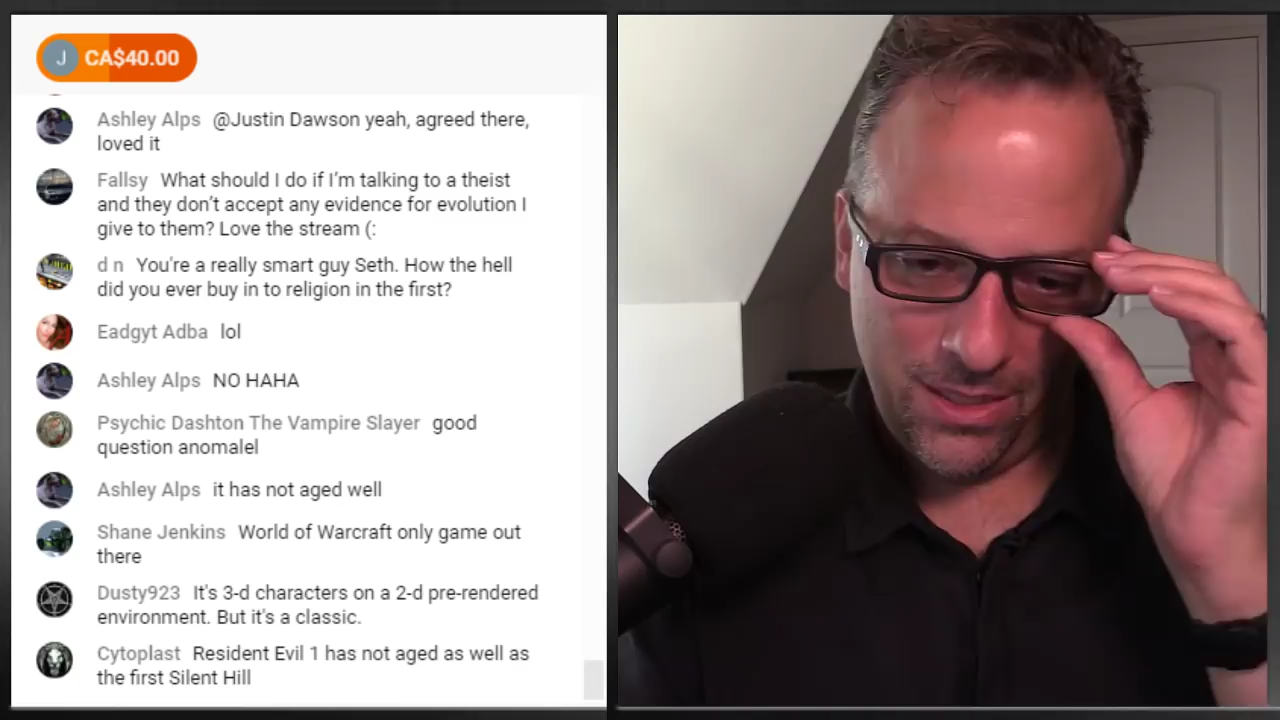 J CA$40.00
Ashley Alps @Justin Dawson yeah, agreed there,
loved it
Fallsy What should I do if I'm talking to a theist
and they don't accept any evidence for evolution I
give to them? Love the stream (:
d n You're a really smart guy Seth. How the hell
did you ever buy in to religion in the first?
Eadgyt Adba lol
Ashley Alps NO HAHA
Psychic Dashton The Vampire Slayer good
question anomalel
Ashley Alps it has not aged well
Shane Jenkins World of Warcraft only game out
there
Dusty923 It's 3-d characters on a 2-d pre-rendered
environment. But it's a classic.
Cytoplast Resident Evil 1 has not aged as well as
the first Silent Hill